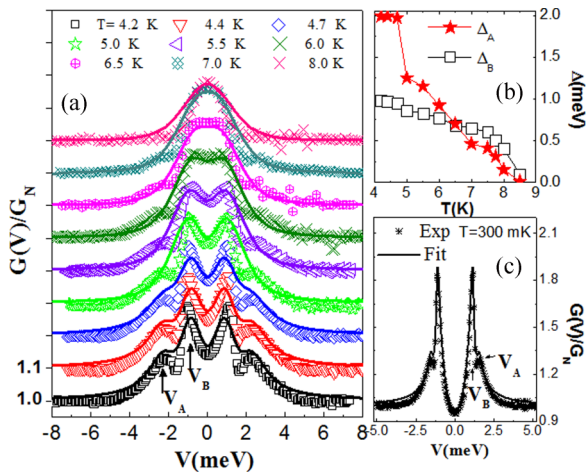 T= 4.2 K 4.4 K 4.7 K
5.0 K 5.5 K 6.0 K
6.5 K 7.0 K 8.0 K
(a)
G(V)/G_N
1.1
1.0
V_A
V_B
-8 -6 -4 -2 0 2 4 6 8
V(meV)
Δ_A
Δ_B
(b)
2.0
1.5
1.0
0.5
0.0
Δ(meV)
4 5 6 7 8 9
T(K)
Exp T=300 mK
Fit
(c)
2.1
1.8
1.5
1.2
0.9
G(V)/G_N
V_A
V_B
-5.0 -2.5 0.0 2.5 5.0
V(meV)